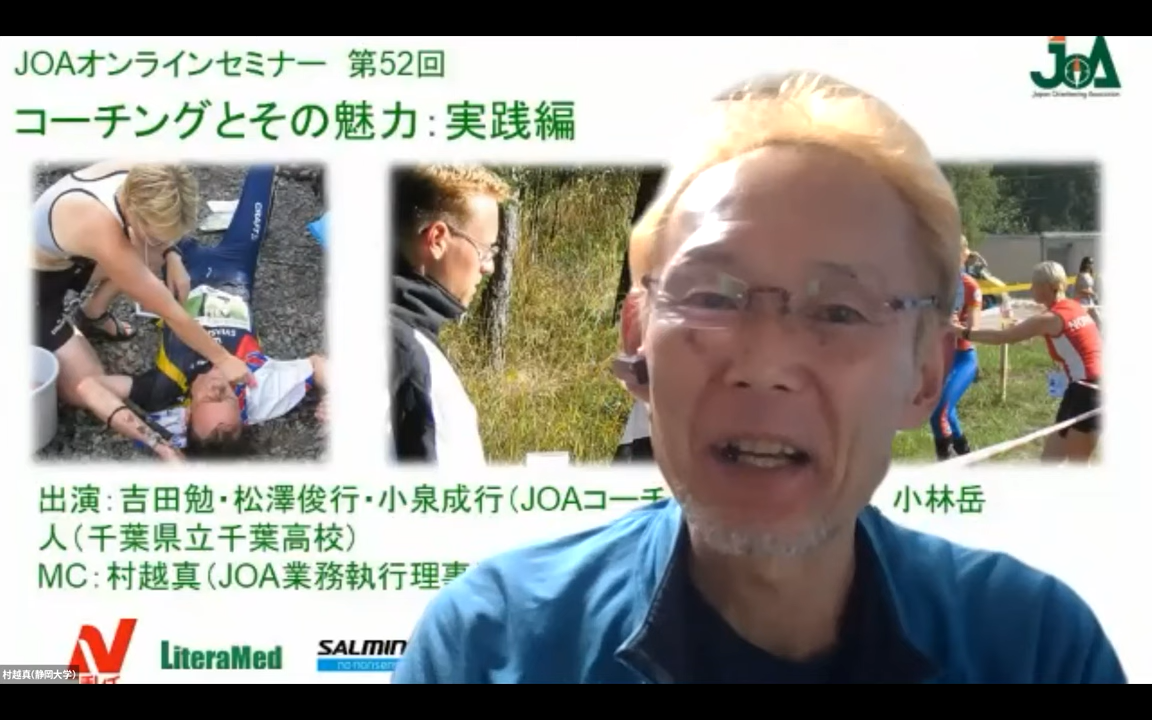 JOAオンラインセミナー 第52回
JOA
Japan Orienteering Association
コーチングとその魅力：実践編
CRAFT
NOR
出演：吉田勉・松澤俊行・小泉成行（JOAコーチ
小林岳
人（千葉県立千葉高校）
MC：村越真（JOA業務執行理事
LiteraMed
SALMIN
no nonsens
村越真(静岡大学)